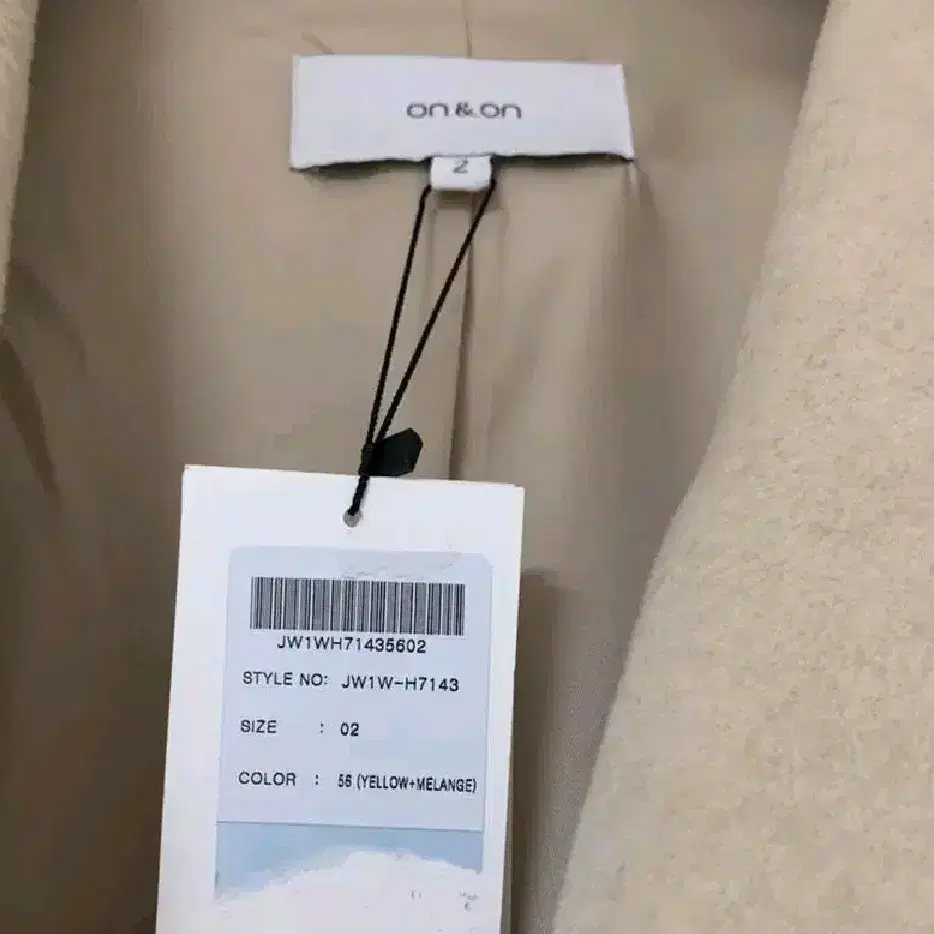 on&on
2
JW1WH71435602
STYLE NO: JW1W-H7143
SIZE : 02
COLOR : 56 (YELLOW+MELANGE)